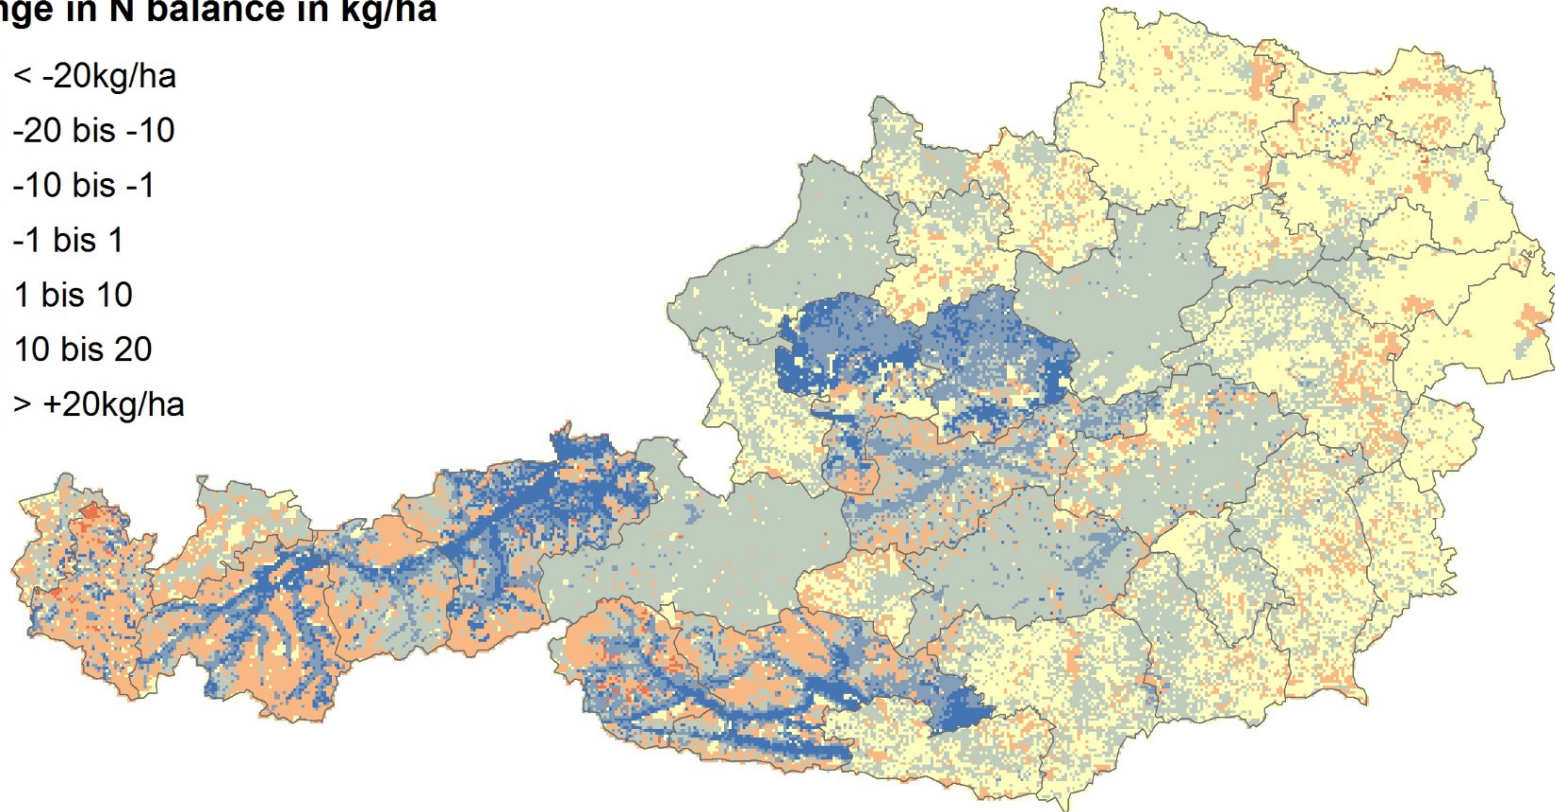 nge in N balance in kg/ha
< -20kg/ha
-20 bis -10
-10 bis -1
-1 bis 1
1 bis 10
10 bis 20
> +20kg/ha